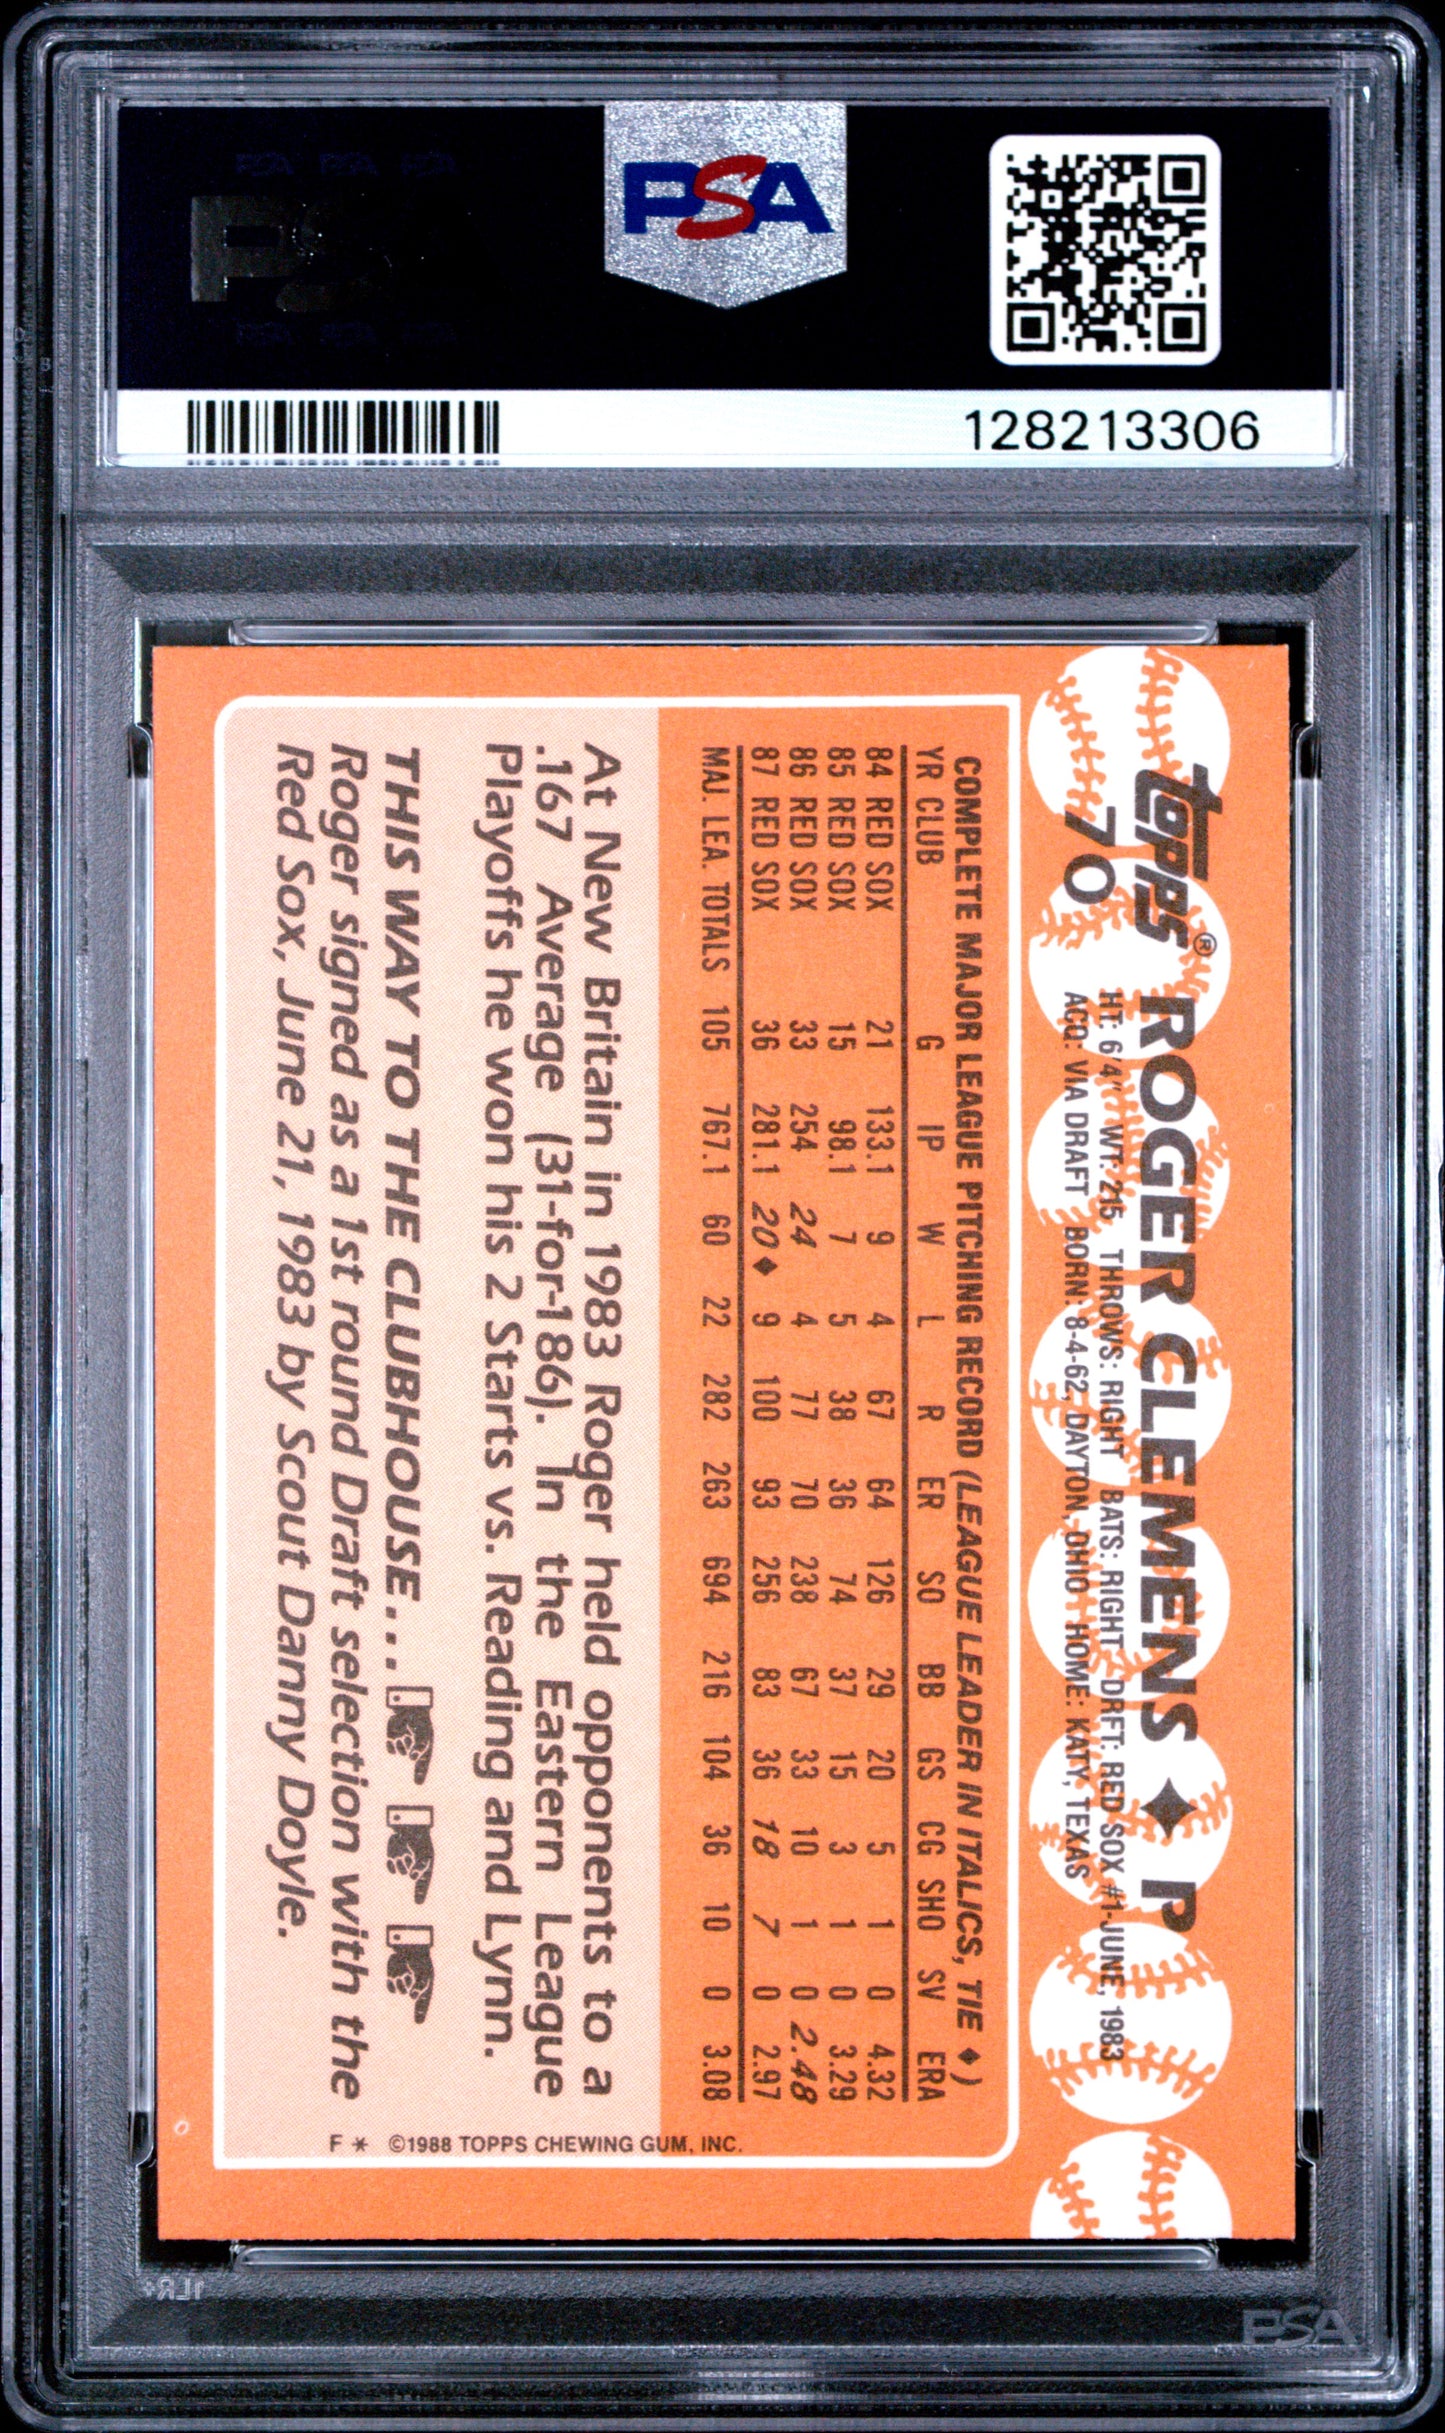 PSA
128213306
topps®
70
ROGER CLEMENS ♦ P
HT: 6'4" WT: 215 THROWS: RIGHT BATS: RIGHT DRFT: RED SOX #1-JUNE, 1983
ACQ: VIA DRAFT BORN: 8-4-62, DAYTON, OHIO HOME: KATY, TEXAS
COMPLETE MAJOR LEAGUE PITCHING RECORD (LEAGUE LEADER IN ITALICS, TIE ♦)
YR CLUB G IP W L R ER SO BB GS CG SHO SV ERA
84 RED SOX 21 133.1 9 4 67 64 126 29 20 5 1 0 4.32
85 RED SOX 15 98.1 7 5 38 36 74 37 15 3 1 0 3.29
86 RED SOX 33 254 24 4 77 70 238 67 33 10 1 0 2.48
87 RED SOX 36 281.1 20♦ 9 100 93 256 83 36 18 7 0 2.97
MAJ. LEA. TOTALS 105 767.1 60 22 282 263 694 216 104 36 10 0 3.08
At New Britain in 1983 Roger held opponents to a
.167 Average (31-for-186). In the Eastern League
Playoffs he won his 2 Starts vs. Reading and Lynn.
THIS WAY TO THE CLUBHOUSE...
Roger signed as a 1st round Draft selection with the
Red Sox, June 21, 1983 by Scout Danny Doyle.
F * ©1988 TOPPS CHEWING GUM, INC.
PSA